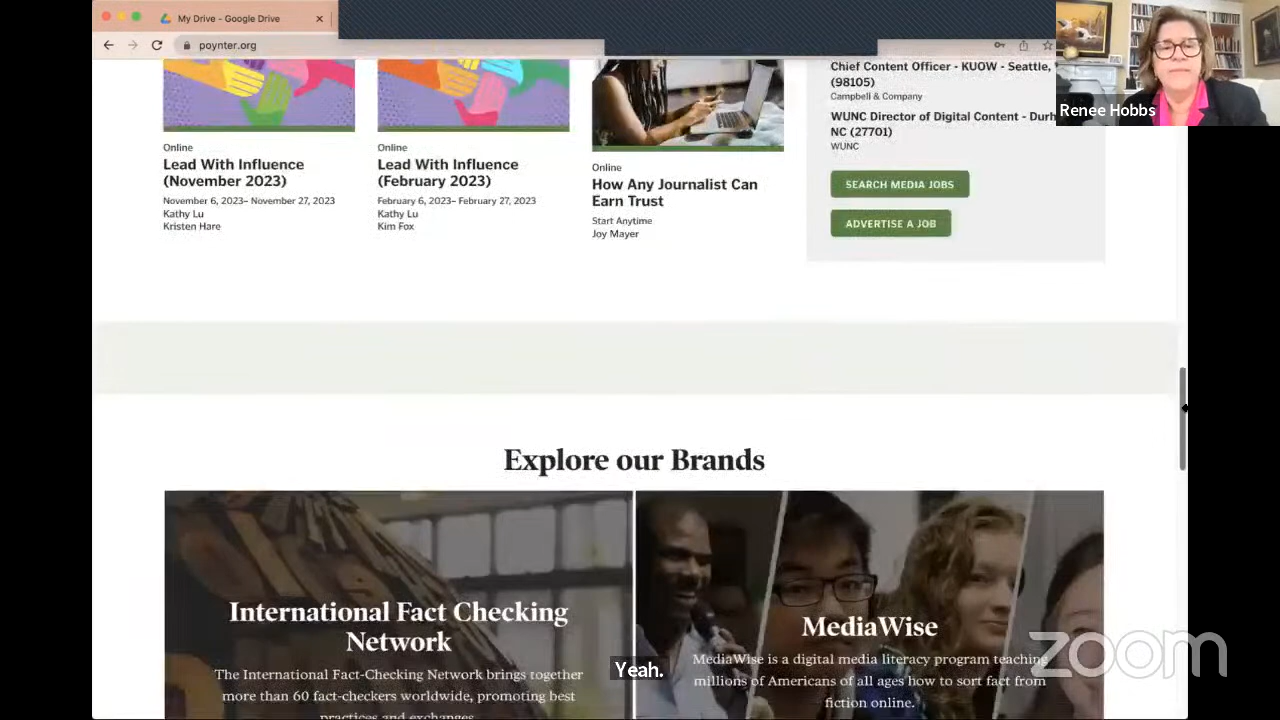 My Drive - Google Drive
poynter.org
Chief Content Officer - KUOW - Seattle,
(98105)
Campbell & Company
WUNC Director of Digital Content - Durh
NC (27701)
WUNC
SEARCH MEDIA JOBS
ADVERTISE A JOB
Renee Hobbs
Online
Lead With Influence
(November 2023)
November 6, 2023– November 27, 2023
Kathy Lu
Kristen Hare
Online
Lead With Influence
(February 2023)
February 6, 2023– February 27, 2023
Kathy Lu
Kim Fox
Online
How Any Journalist Can
Earn Trust
Start Anytime
Joy Mayer
Explore our Brands
International Fact Checking
Network
The International Fact-Checking Network brings together
more than 60 fact-checkers worldwide, promoting best
practices and exchanges.
MediaWise
MediaWise is a digital media literacy program teaching
millions of Americans of all ages how to sort fact from
fiction online.
Yeah.
zoom